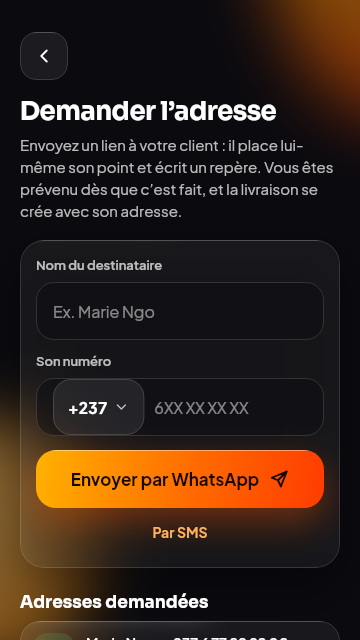 Demander l’adresse
Envoyez un lien à votre client : il place lui-
même son point et écrit un repère. Vous êtes
prévenu dès que c’est fait, et la livraison se
crée avec son adresse.
Nom du destinataire
Ex. Marie Ngo
Son numéro
+237 6XX XX XX XX
Envoyer par WhatsApp
Par SMS
Adresses demandées